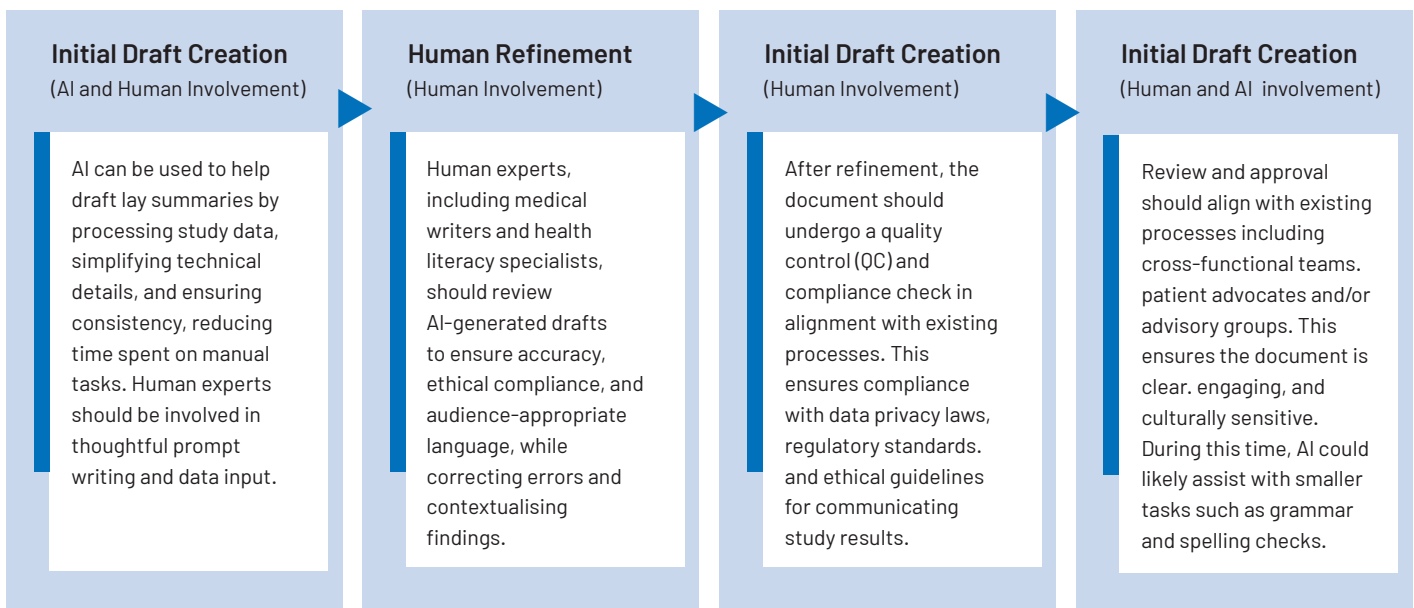 Initial Draft Creation
(AI and Human Involvement)
AI can be used to help
draft lay summaries by
processing study data,
simplifying technical
details, and ensuring
consistency, reducing
time spent on manual
tasks. Human experts
should be involved in
thoughtful prompt
writing and data input.
Human Refinement
(Human Involvement)
Human experts,
including medical
writers and health
literacy specialists,
should review
AI-generated drafts
to ensure accuracy,
ethical compliance, and
audience-appropriate
language, while
correcting errors and
contextualising
findings.
Initial Draft Creation
(Human Involvement)
After refinement, the
document should
undergo a quality
control (QC) and
compliance check in
alignment with existing
processes. This
ensures compliance
with data privacy laws,
regulatory standards.
and ethical guidelines
for communicating
study results.
Initial Draft Creation
(Human and AI involvement)
Review and approval
should align with existing
processes including
cross-functional teams.
patient advocates and/or
advisory groups. This
ensures the document is
clear. engaging, and
culturally sensitive.
During this time, AI could
likely assist with smaller
tasks such as grammar
and spelling checks.